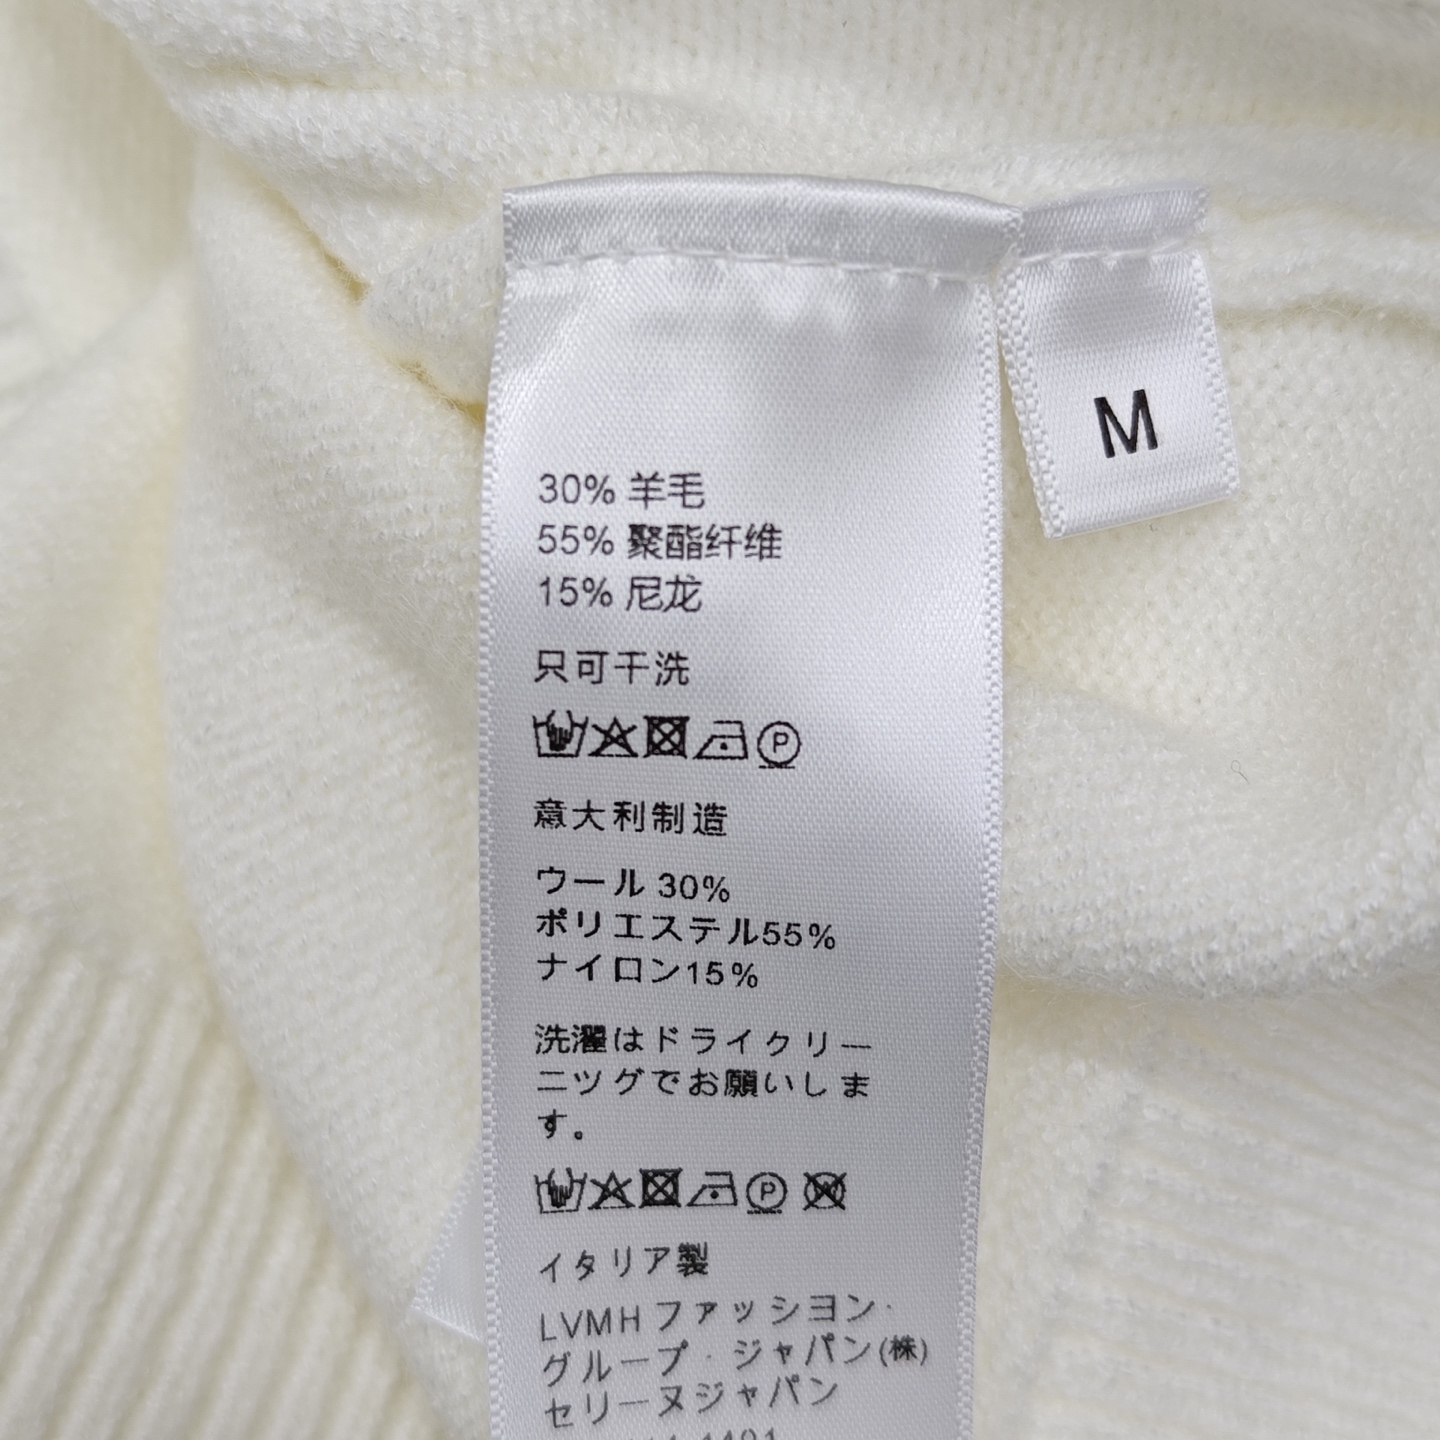 M
30% 羊毛
55% 聚酯纤维
15% 尼龙
只可干洗
P
意大利制造
ウール 30%
ポリエステル55%
ナイロン15%
洗濯はドライクリー
ニツグでお願いしま
す。
P W
イタリア製
LVMH ファッシヨン·
グループ · ジャパン(株)
セリーヌジャパン